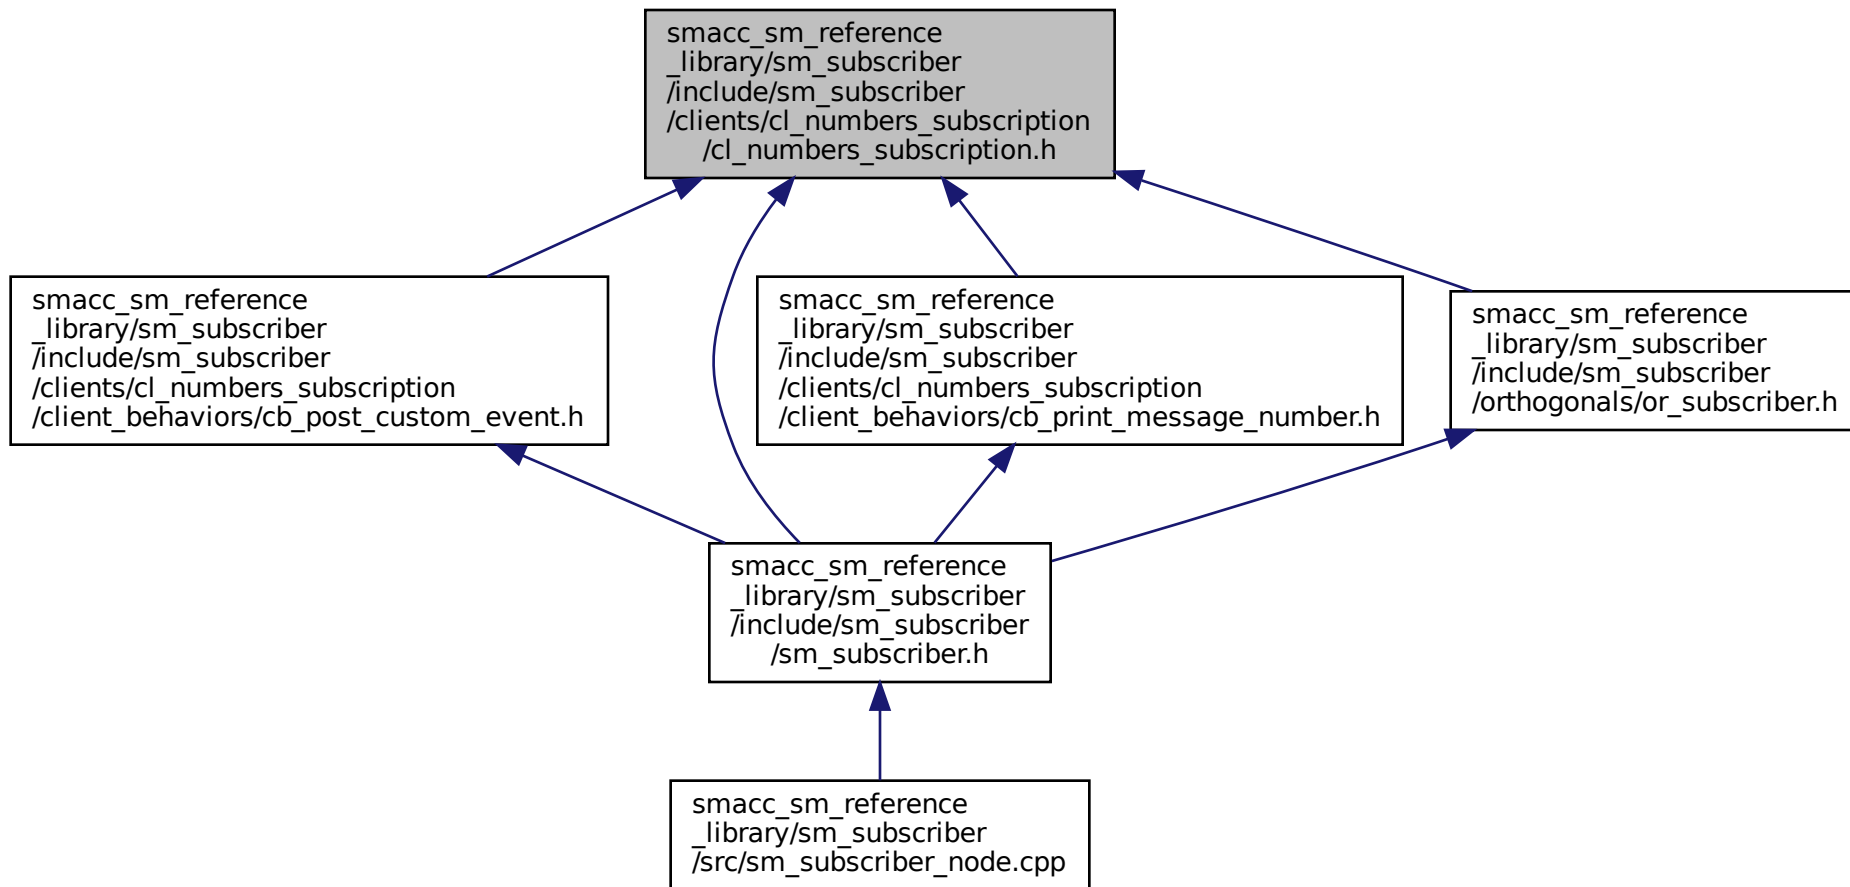 smacc_sm_reference
_library/sm_subscriber
/include/sm_subscriber
/clients/cl_numbers_subscription
/cl_numbers_subscription.h
smacc_sm_reference
_library/sm_subscriber
/include/sm_subscriber
/clients/cl_numbers_subscription
/client_behaviors/cb_post_custom_event.h
smacc_sm_reference
_library/sm_subscriber
/include/sm_subscriber
/clients/cl_numbers_subscription
/client_behaviors/cb_print_message_number.h
smacc_sm_reference
_library/sm_subscriber
/include/sm_subscriber
/orthogonals/or_subscriber.h
smacc_sm_reference
_library/sm_subscriber
/include/sm_subscriber
/sm_subscriber.h
smacc_sm_reference
_library/sm_subscriber
/src/sm_subscriber_node.cpp